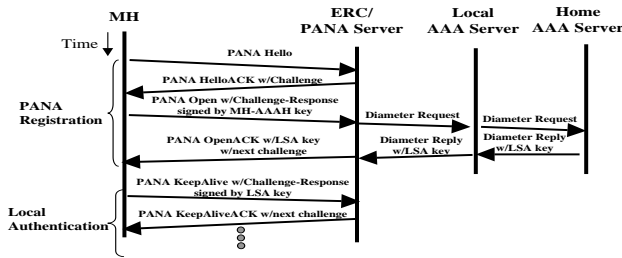 MH
ERC/
PANA Server
Local
AAA Server
Home
AAA Server
Time
PANA Hello
PANA HelloACK w/Challenge
PANA Open w/Challenge-Response
signed by MH-AAAH key
PANA
Registration
Diameter Request
Diameter Request
PANA OpenACK w/LSA key
w/next challenge
Diameter Reply
w/LSA key
Diameter Reply
w/LSA key
PANA KeepAlive w/Challenge-Response
signed by LSA key
Local
Authentication
PANA KeepAliveACK w/next challenge